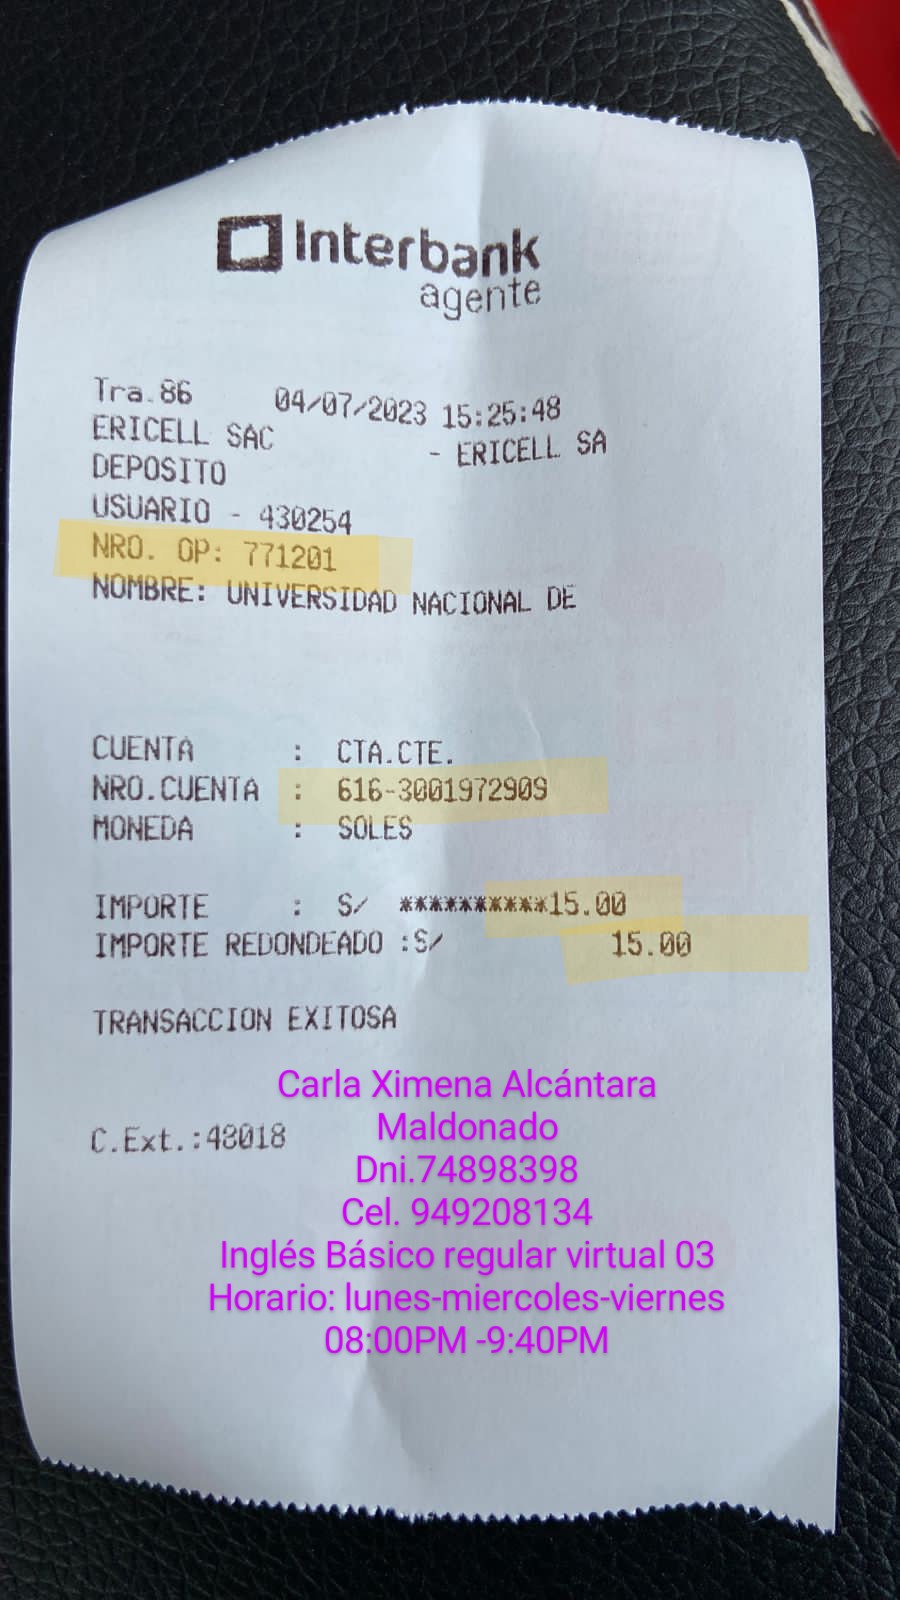 Interbank
agente
Tra.86 04/07/2023 15:25:48
ERICELL SAC - ERICELL SA
DEPOSITO
USUARIO - 430254
NRO. OP: 771201
NOMBRE: UNIVERSIDAD NACIONAL DE
CUENTA : CTA.CTE.
NRO.CUENTA : 616-3001972909
MONEDA : SOLES
IMPORTE : S/ **********15.00
IMPORTE REDONDEADO :S/ 15.00
TRANSACCION EXITOSA
C.Ext.:48018
Carla Ximena Alcántara
Maldonado
Dni.74898398
Cel. 949208134
Inglés Básico regular virtual 03
Horario: lunes-miercoles-viernes
08:00PM -9:40PM